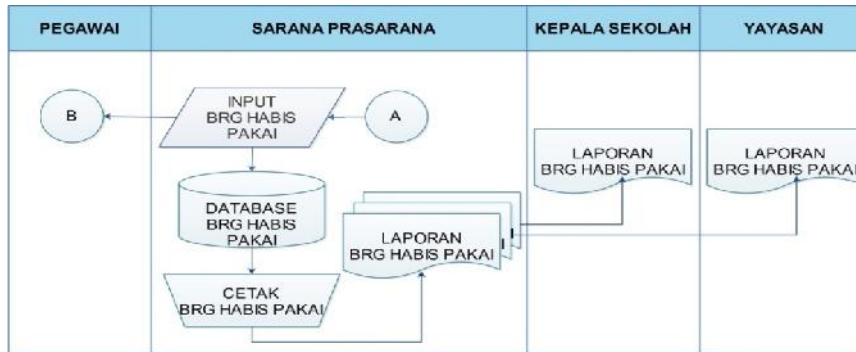 PEGAWAI
SARANA PRASARANA
KEPALA SEKOLAH
YAYASAN
B
INPUT
BRG HABIS
PAKAI
A
LAPORAN
BRG HABIS PAKAI
LAPORAN
BRG HABIS PAKAI
DATABASE
BRG HABIS
PAKAI
LAPORAN
BRG HABIS PAKAI
CETAK
BRG HABIS PAKAI